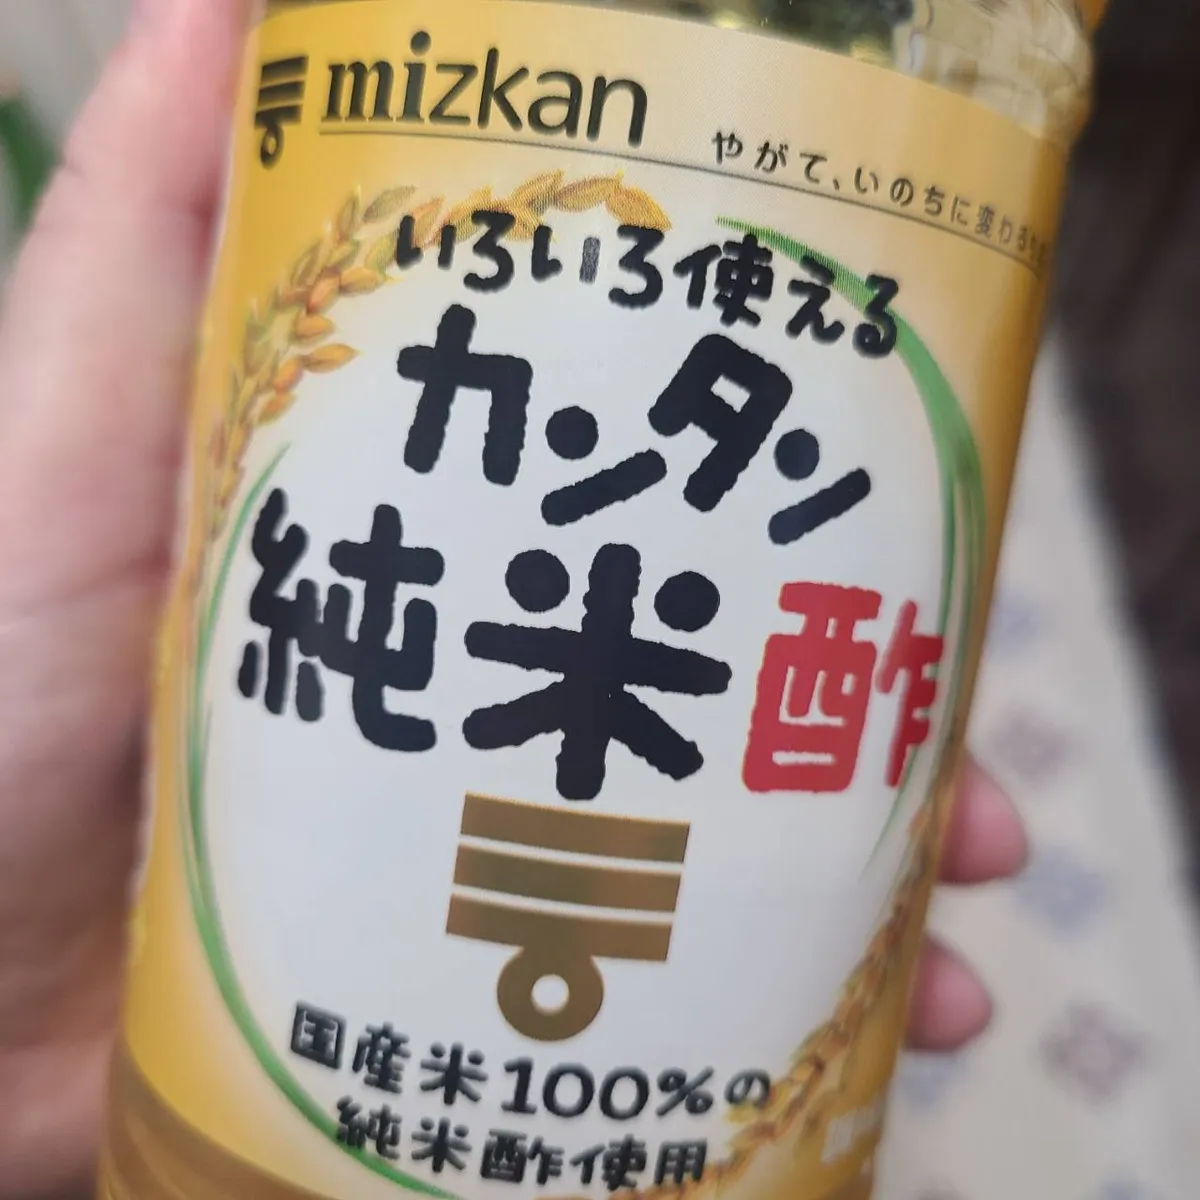 mizkan
やがて、いのちに変わる
いろいろ使える
カンタン
純米酢
国産米100%の
純米酢使用